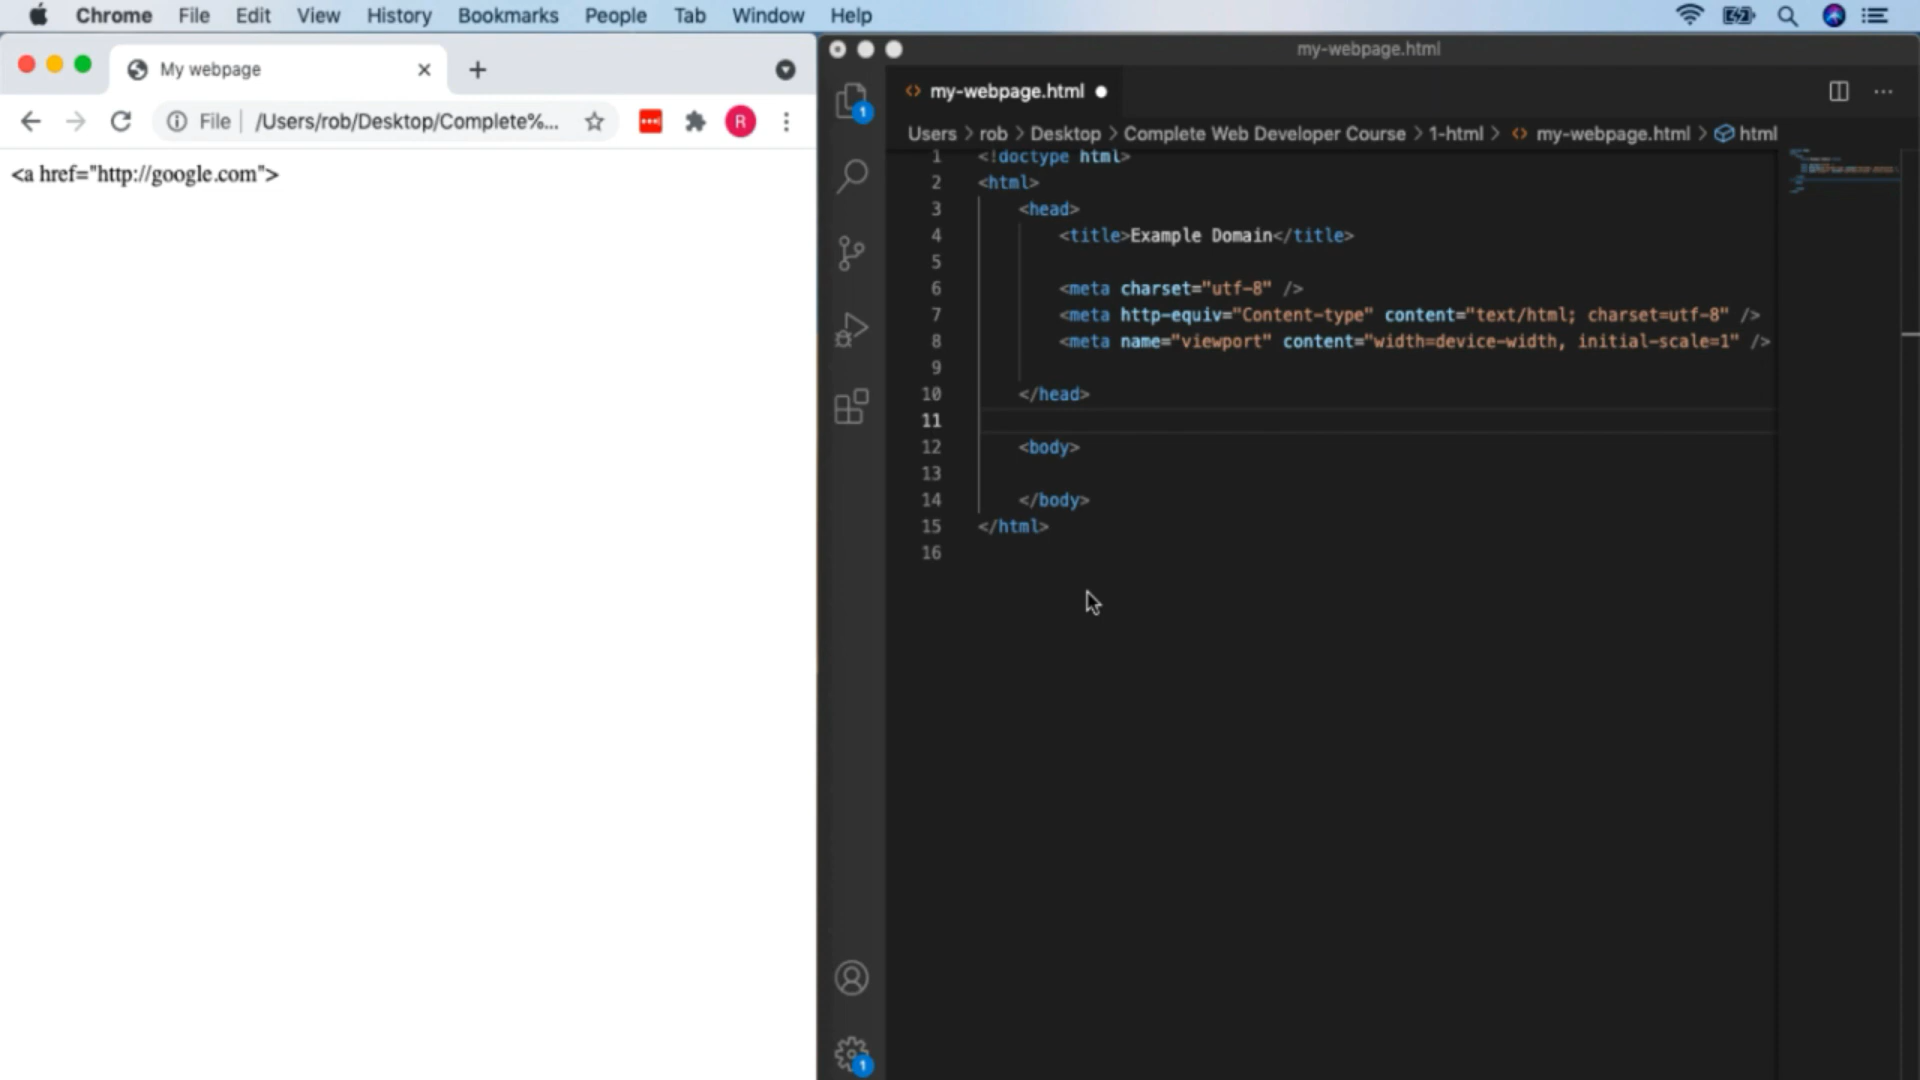 Chrome File Edit View History Bookmarks People Tab Window Help
My webpage
File /Users/rob/Desktop/Complete%...
R
<a href="http://google.com">
my-webpage.html
my-webpage.html
Users > rob > Desktop > Complete Web Developer Course > 1-html > my-webpage.html > html
1 <!doctype html>
2 <html>
3 <head>
4 <title>Example Domain</title>
5
6 <meta charset="utf-8" />
7 <meta http-equiv="Content-type" content="text/html; charset=utf-8" />
8 <meta name="viewport" content="width=device-width, initial-scale=1" />
9
10 </head>
11
12 <body>
13
14 </body>
15 </html>
16
1
1